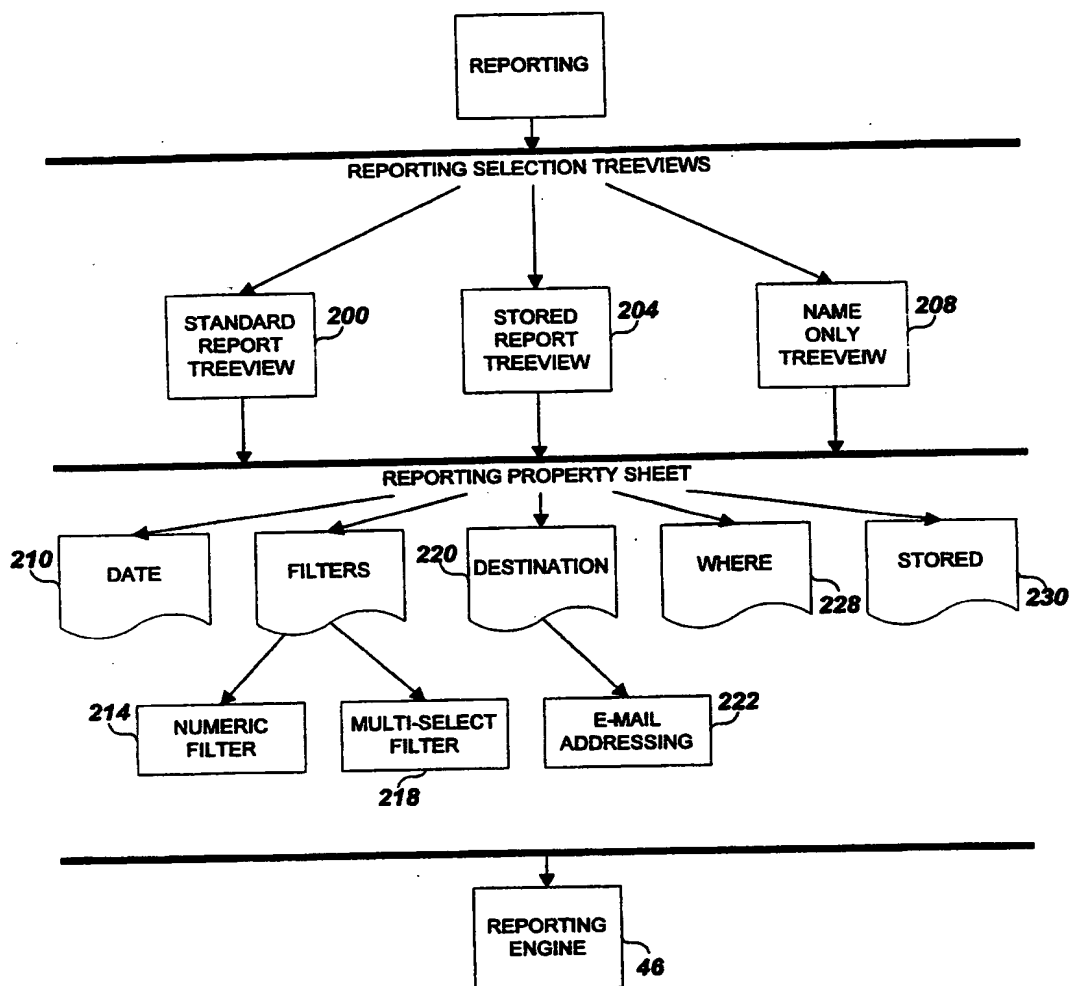 REPORTING
REPORTING SELECTION TREEVIEWS
STANDARD
REPORT
TREEVIEW
200
STORED
REPORT
TREEVIEW
204
NAME
ONLY
TREEVEIW
208
REPORTING PROPERTY SHEET
210
DATE
FILTERS
220
DESTINATION
WHERE
228
STORED
230
214
NUMERIC
FILTER
MULTI-SELECT
FILTER
218
E-MAIL
ADDRESSING
222
REPORTING
ENGINE
46